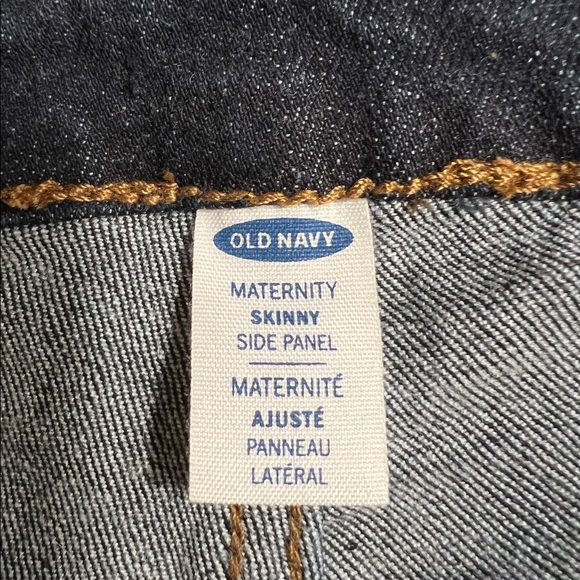 OLD NAVY
MATERNITY
SKINNY
SIDE PANEL
MATERNITÉ
AJUSTÉ
PANNEAU
LATÉRAL